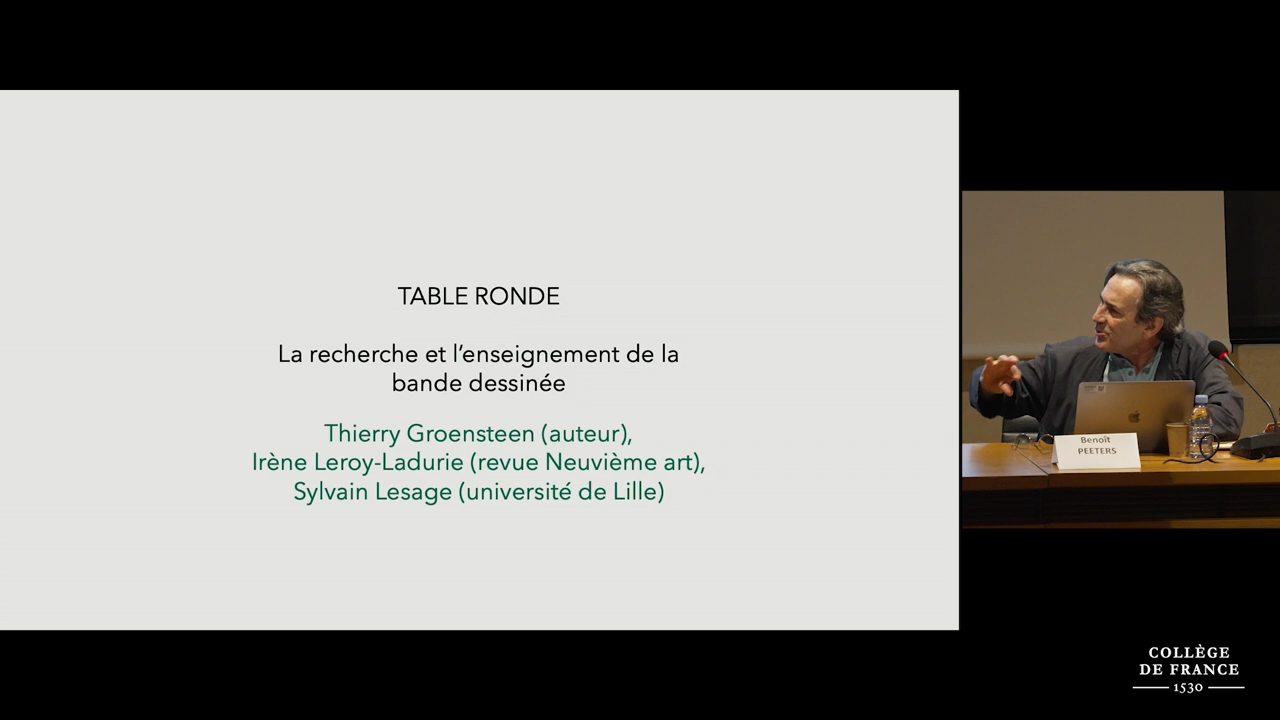 TABLE RONDE
La recherche et l’enseignement de la
bande dessinée
Thierry Groensteen (auteur),
Irène Leroy-Ladurie (revue Neuvième art),
Sylvain Lesage (université de Lille)
Benoît
PEETERS
COLLÈGE
DE FRANCE
1530